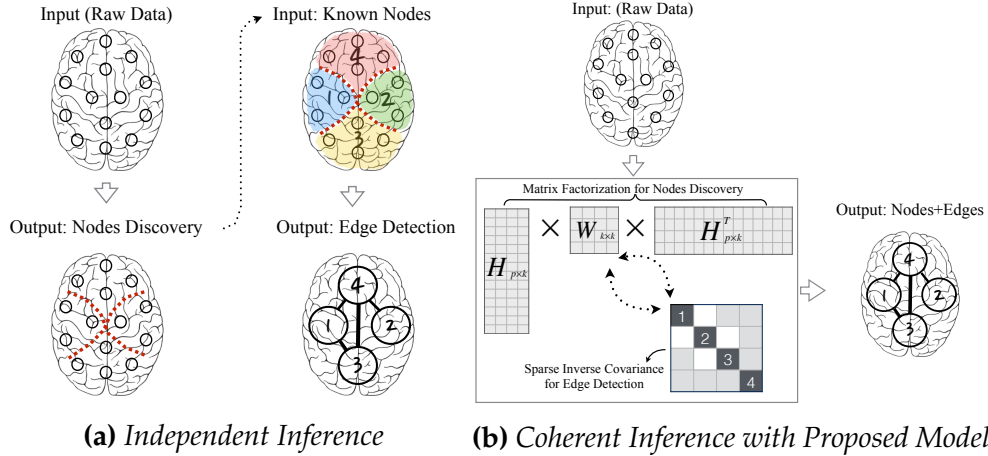 Input (Raw Data)
Output: Nodes Discovery
Input: Known Nodes
4
1
2
3
Output: Edge Detection
4
1
2
3
(a) Independent Inference
Input: (Raw Data)
Matrix Factorization for Nodes Discovery
H p×k × W k×k × H T p×k
1
2
3
4
Sparse Inverse Covariance
for Edge Detection
Output: Nodes+Edges
4
1
2
3
(b) Coherent Inference with Proposed Model